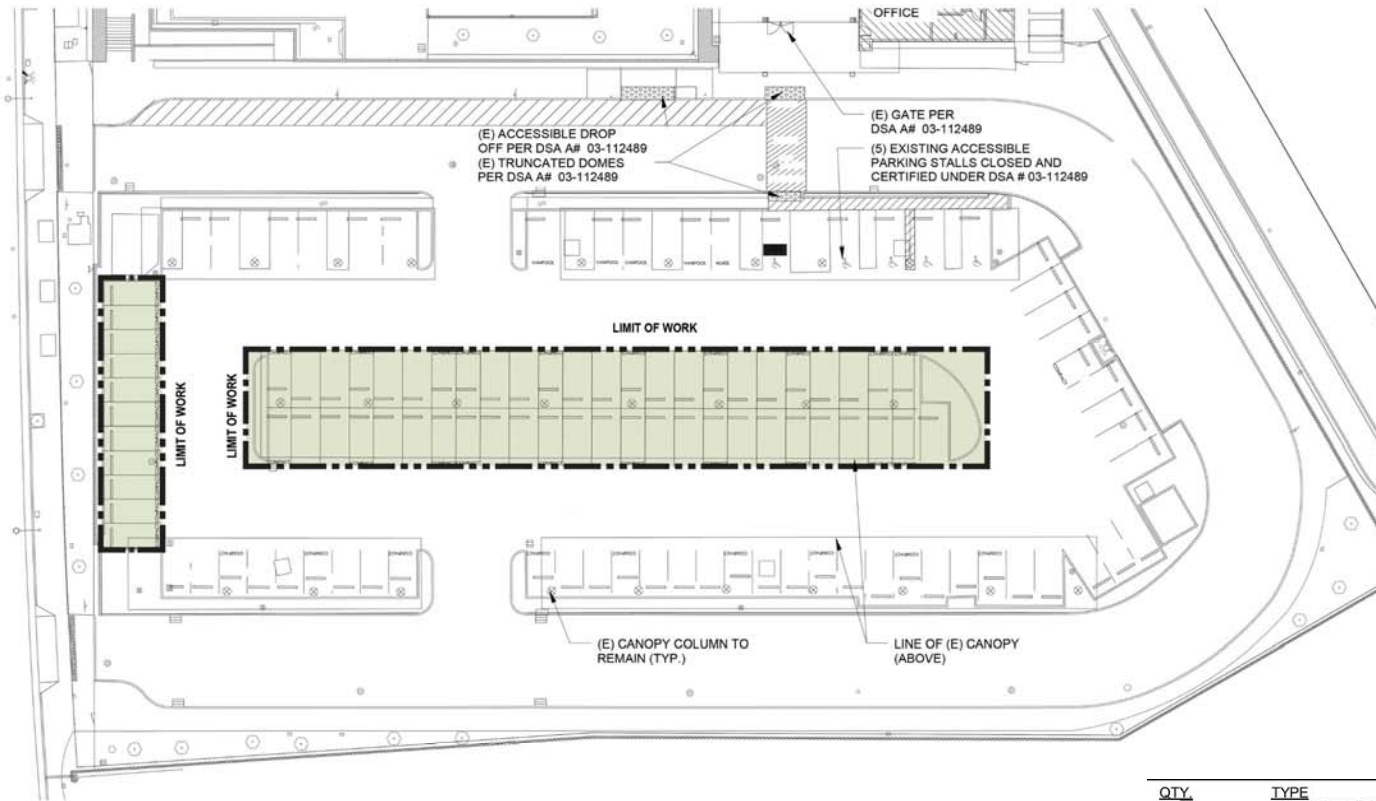 OFFICE
(E) GATE PER
DSA A# 03-112489
(E) ACCESSIBLE DROP
OFF PER DSA A# 03-112489
(E) TRUNCATED DOMES
PER DSA A# 03-112489
(5) EXISTING ACCESSIBLE
PARKING STALLS CLOSED AND
CERTIFIED UNDER DSA # 03-112489
LIMIT OF WORK
LIMIT OF WORK
LIMIT OF WORK
(E) CANOPY COLUMN TO
REMAIN (TYP.)
LINE OF (E) CANOPY
(ABOVE)
QTY. TYPE